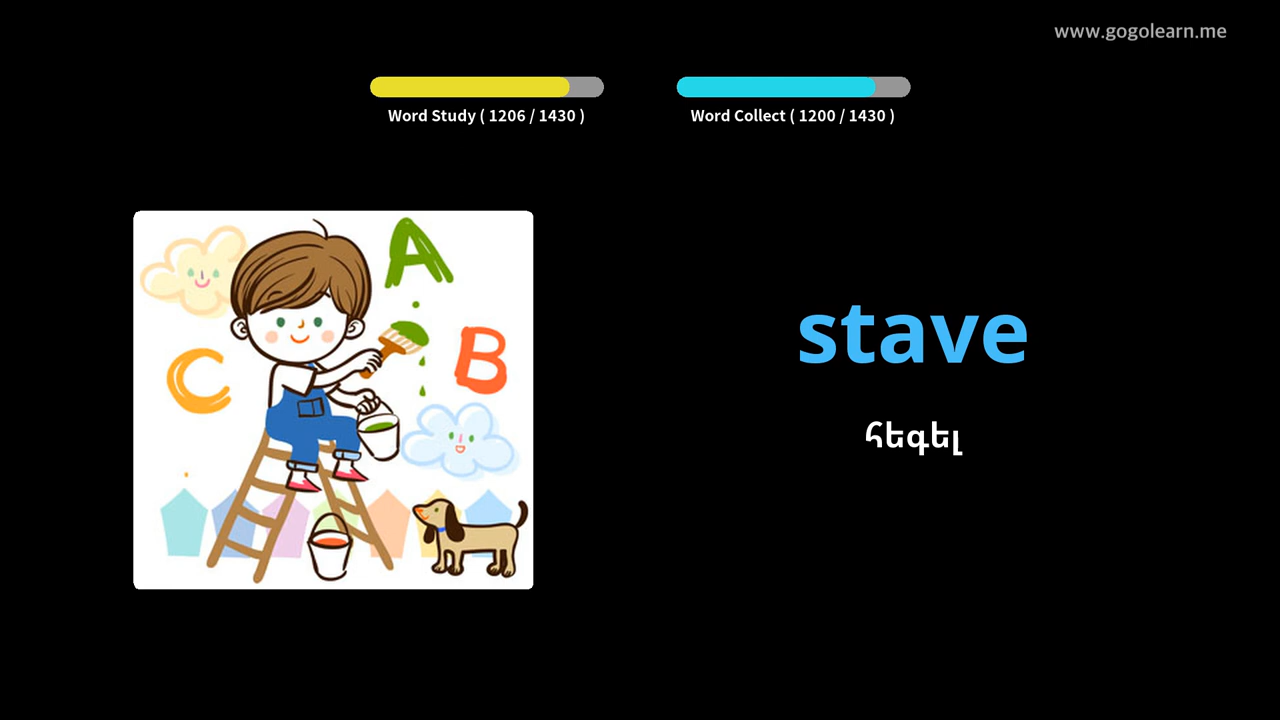 www.gogolearn.me
Word Study ( 1206 / 1430 )
Word Collect ( 1200 / 1430 )
A
B
C
stave
հեգել